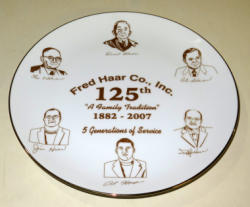 Fred Haar Co., Inc.
125th
"A Family Tradition"
1882 - 2007
5 Generations of Service